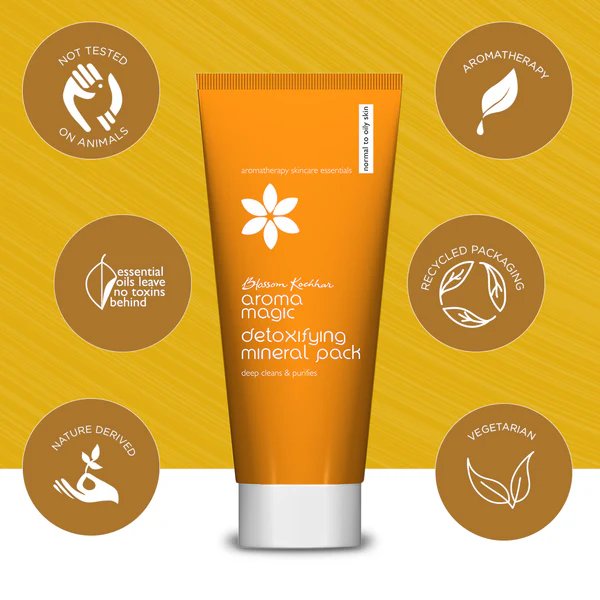 NOT TESTED
ON ANIMALS
AROMATHERAPY
essential
oils leave
no toxins
behind
RECYCLED PACKAGING
NATURE DERIVED
VEGETARIAN
normal to oily skin
aromatherapy skincare essentials
Blossom Kochhar
aroma
magic
detoxifying
mineral pack
deep cleans & purifies